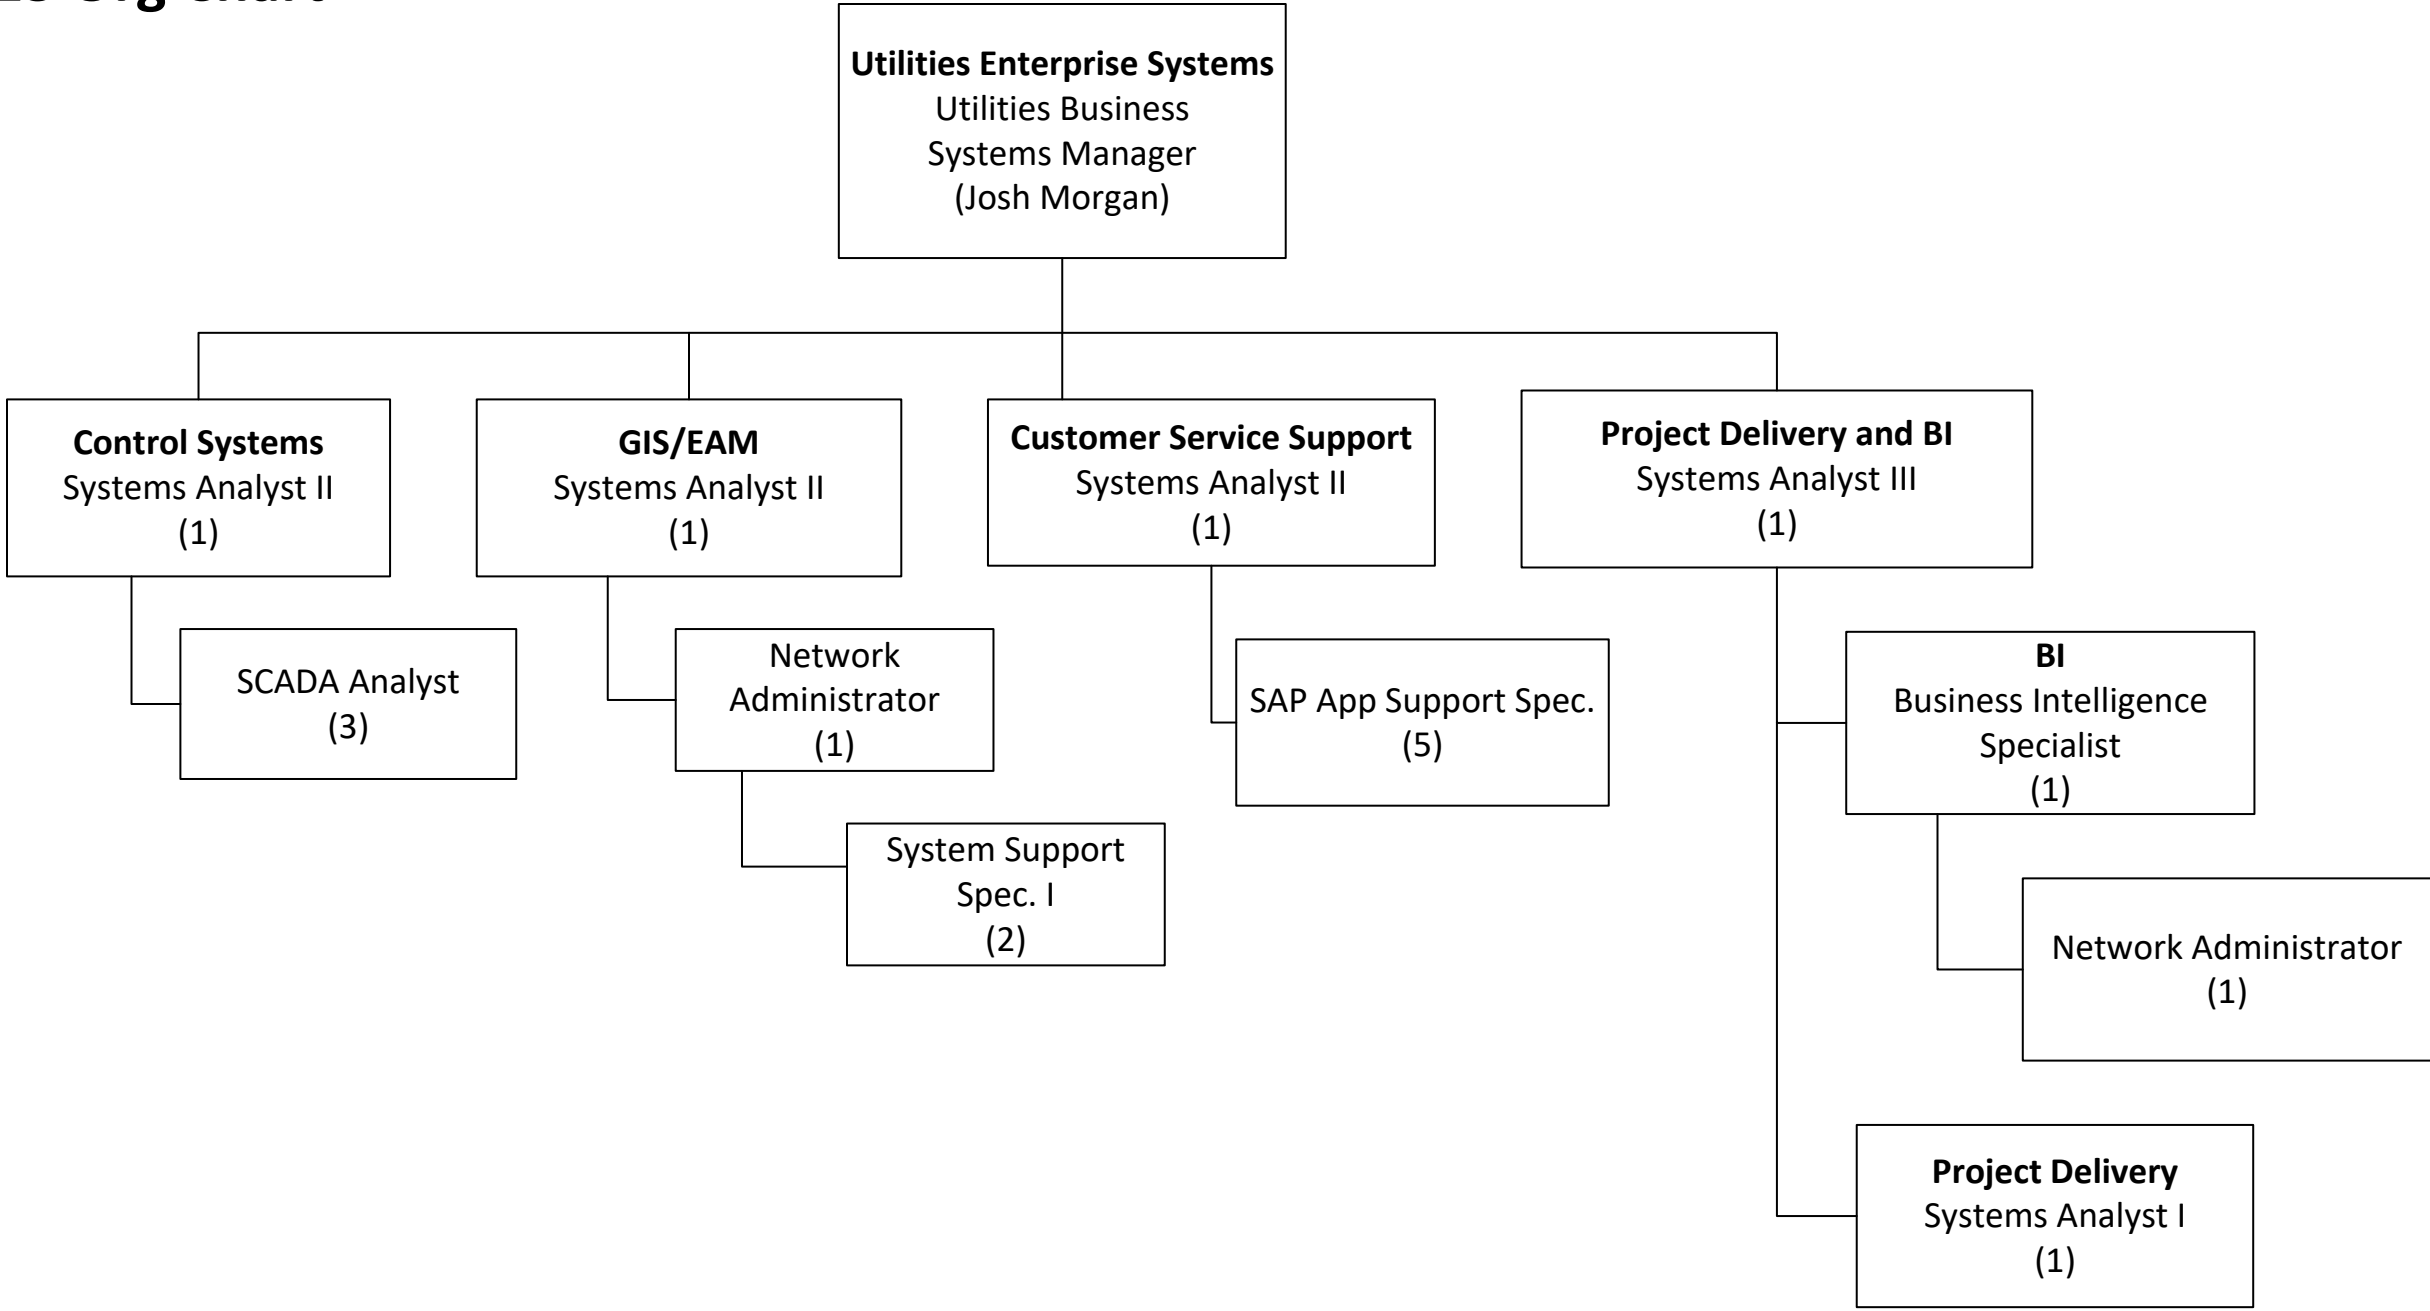 Org Chart
Utilities Enterprise Systems
Utilities Business
Systems Manager
(Josh Morgan)
Control Systems
Systems Analyst II
(1)
GIS/EAM
Systems Analyst II
(1)
Customer Service Support
Systems Analyst II
(1)
Project Delivery and BI
Systems Analyst III
(1)
SCADA Analyst
(3)
Network
Administrator
(1)
System Support
Spec. I
(2)
SAP App Support Spec.
(5)
BI
Business Intelligence
Specialist
(1)
Network Administrator
(1)
Project Delivery
Systems Analyst I
(1)